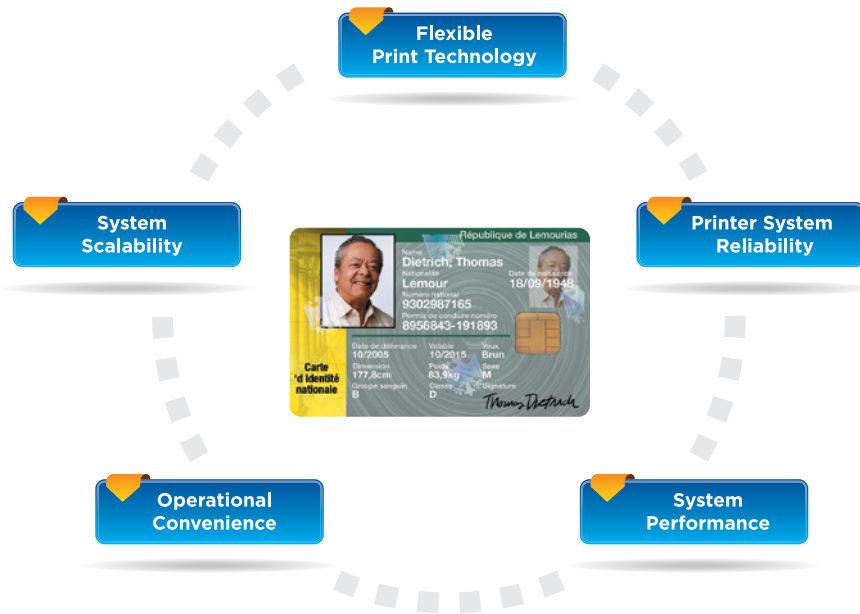 Flexible
Print Technology
System
Scalability
Printer System
Reliability
République de Lemourias
Name
Dietrich, Thomas
Nationalité
Date de naissance
Lemour
18/09/1948
Numéro national
9302987165
Permis de conduire numéro
8956843-191893
Date de délivrance
Valable
Yeux
10/2005
10/2015
Brun
Dimension
Poids
Sexe
177,8cm
83,9kg
M
Groupe sanguin
Classe
Signature
B
D
Thomas Dietrich
Carte
'd identité
nationale
Operational
Convenience
System
Performance